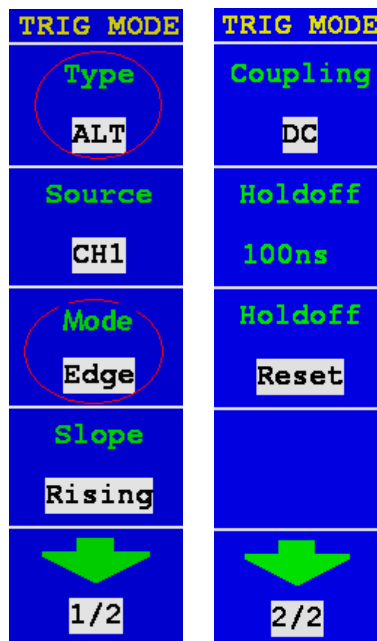 TRIG MODE
Type
ALT
Source
CH1
Mode
Edge
Slope
Rising
1/2
TRIG MODE
Coupling
DC
Holdoff
100ns
Holdoff
Reset
2/2